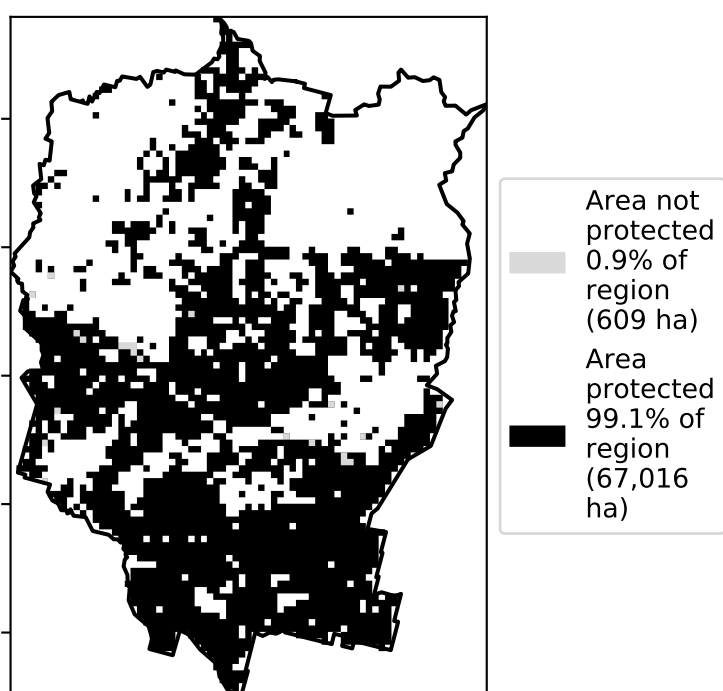 Area not
protected
0.9% of
region
(609 ha)
Area
protected
99.1% of
region
(67,016
ha)